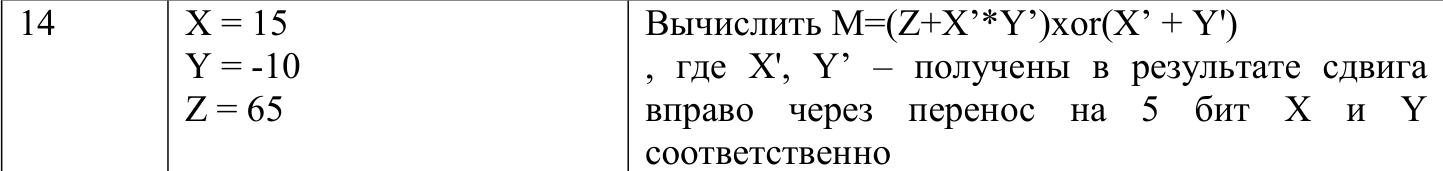 14
X = 15
Y = -10
Z = 65
Вычислить M=(Z+X’*Y’)xor(X’ + Y')
, где X', Y’ – получены в результате сдвига
вправо через перенос на 5 бит X и Y
соответственно